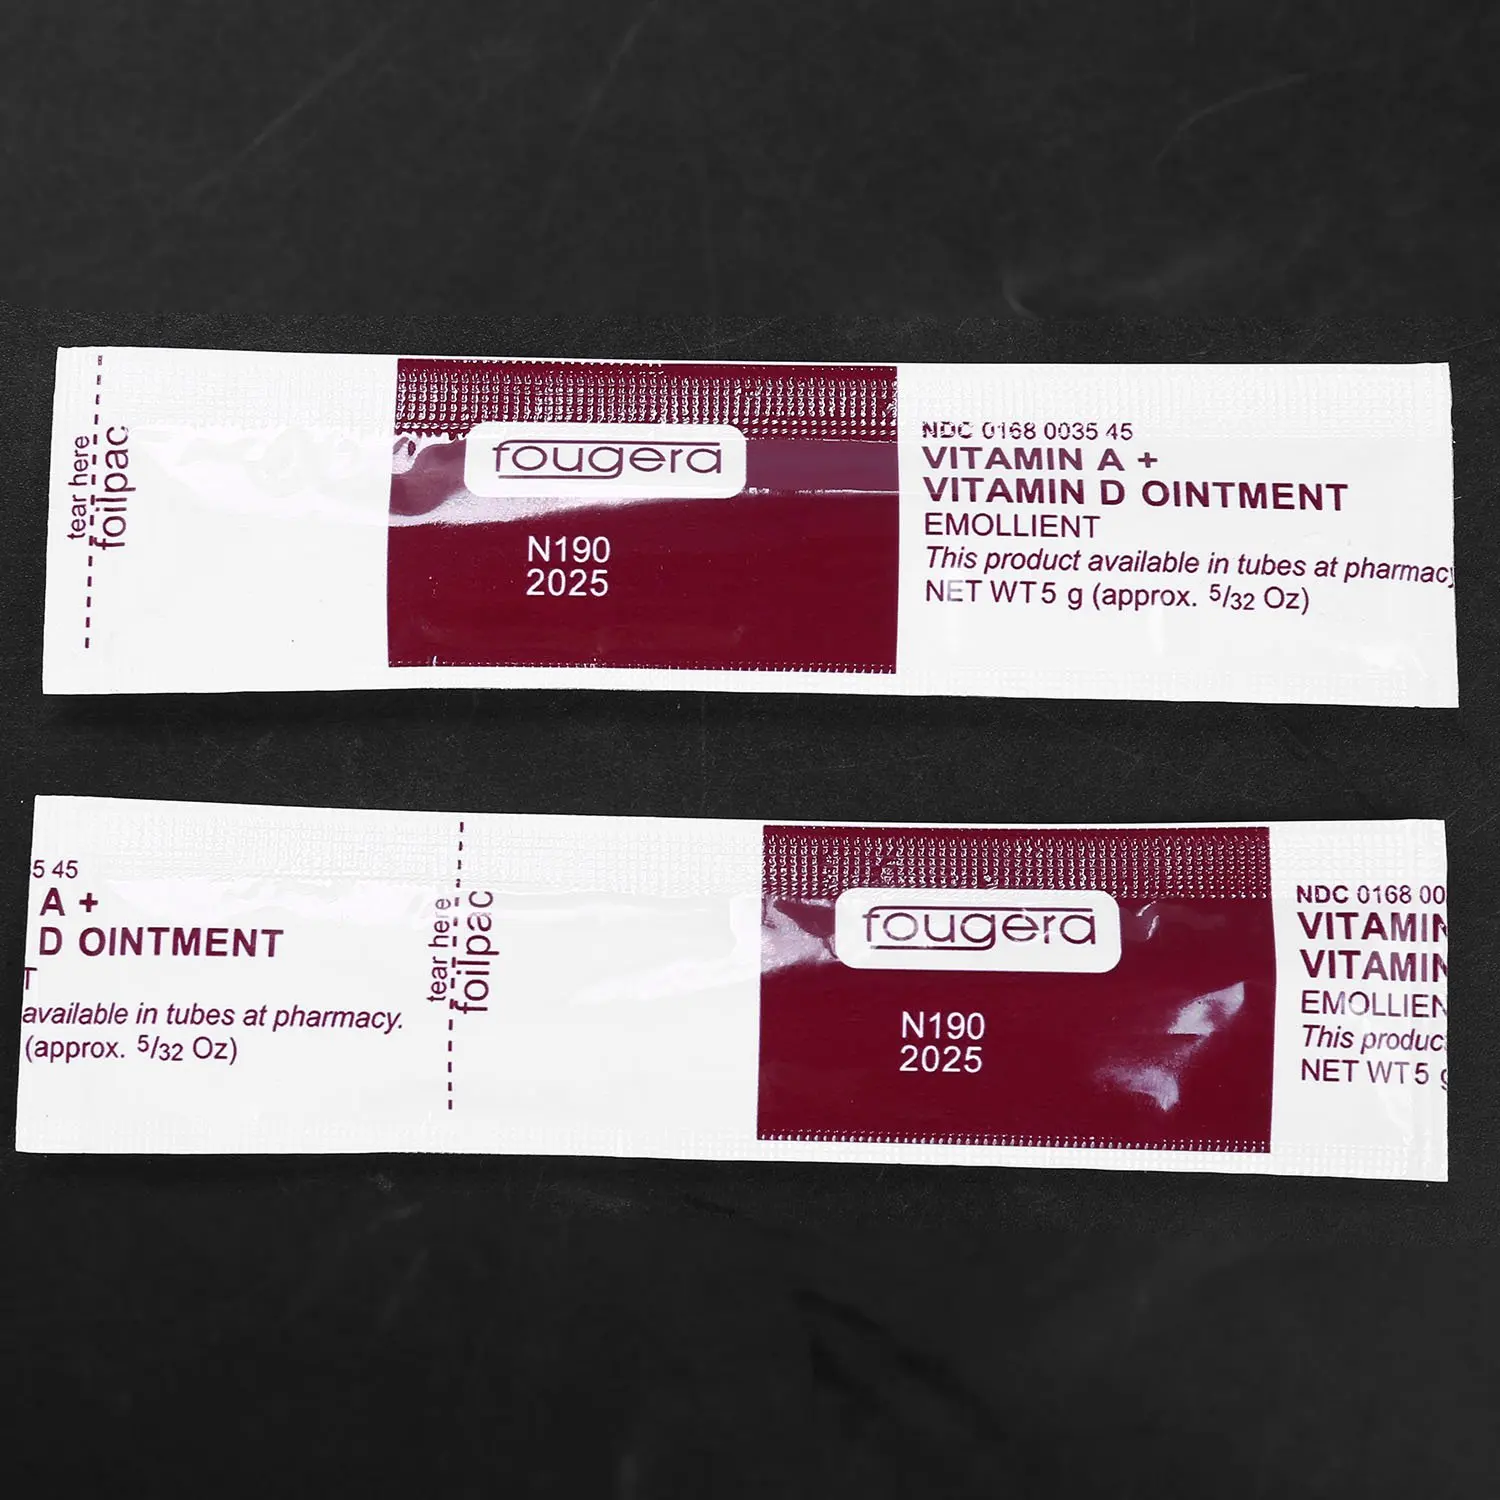 tear here
foilpac
fougera
N190
2025
NDC 0168 0035 45
VITAMIN A +
VITAMIN D OINTMENT
EMOLLIENT
This product available in tubes at pharmacy
NET WT 5 g (approx. 5/32 Oz)
5 45
A +
D OINTMENT
T
available in tubes at pharmacy.
(approx. 5/32 Oz)
tear here
foilpac
fougera
N190
2025
NDC 0168 00
VITAMIN
VITAMIN
EMOLLIEN
This produc
NET WT 5 g